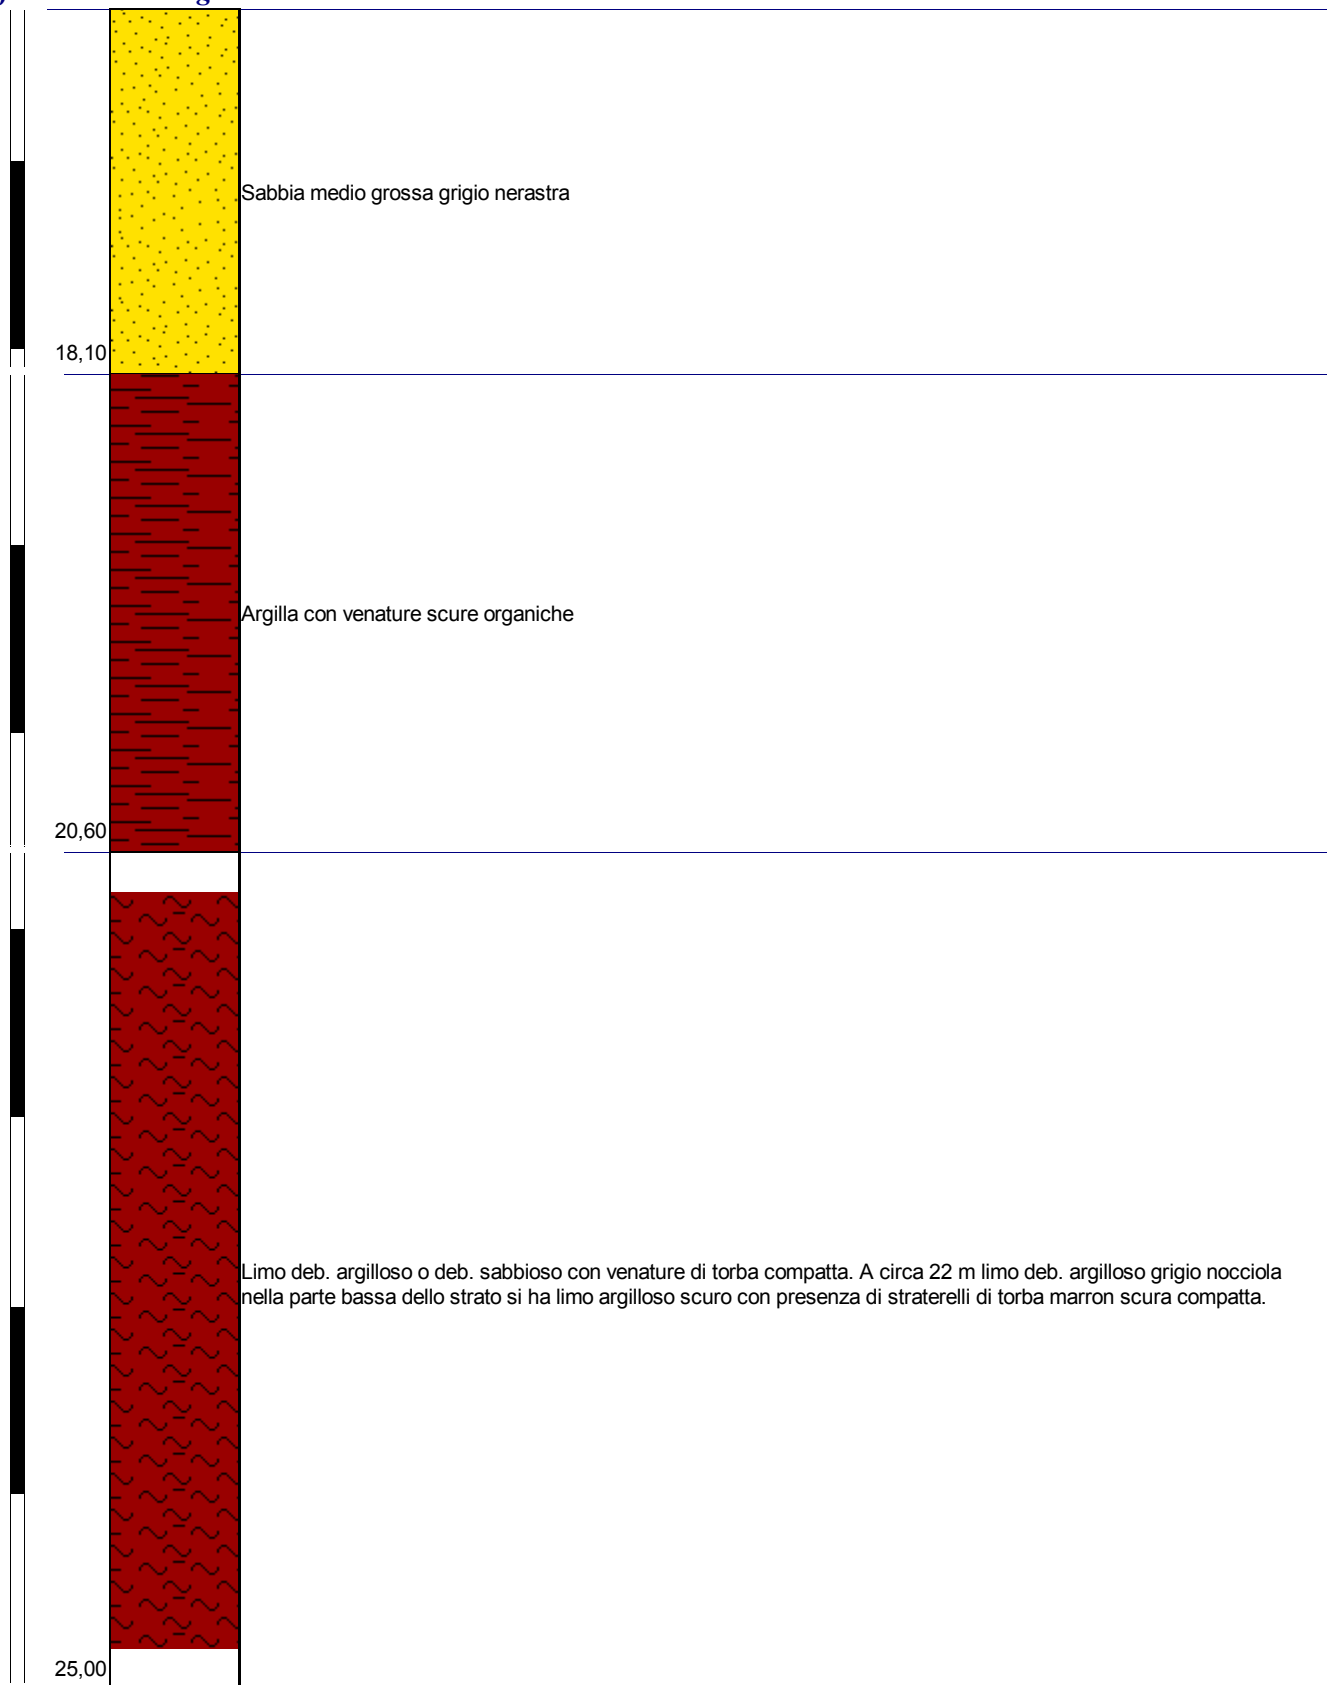 Sabbia medio grossa grigio nerastra
18,10
Argilla con venature scure organiche
20,60
Limo deb. argilloso o deb. sabbioso con venature di torba compatta. A circa 22 m limo deb. argilloso grigio nocciola
nella parte bassa dello strato si ha limo argilloso scuro con presenza di straterelli di torba marron scura compatta.
25,00